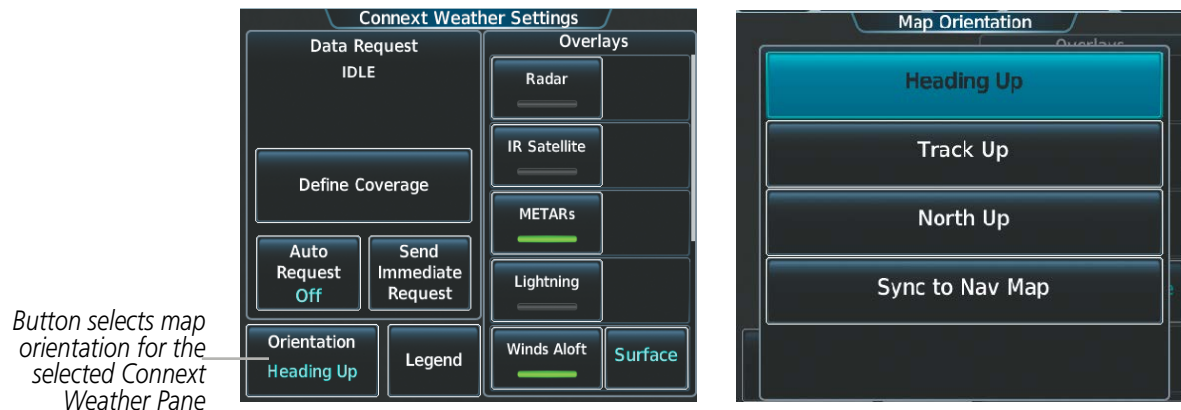 Connext Weather Settings
Data Request
IDLE
Define Coverage
Auto
Request
Off
Send
Immediate
Request
Orientation
Heading Up
Legend
Overlays
Radar
IR Satellite
METARs
Lightning
Winds Aloft
Surface
Button selects map
orientation for the
selected Connext
Weather Pane
Map Orientation
Overlays
Heading Up
Track Up
North Up
Sync to Nav Map